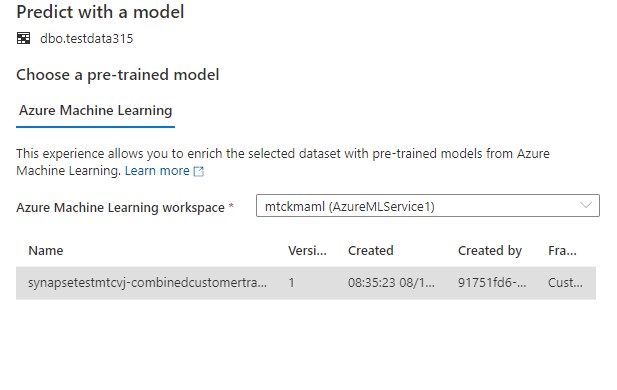 Predict with a model
dbo.testdata315
Choose a pre-trained model
Azure Machine Learning
This experience allows you to enrich the selected dataset with pre-trained models from Azure
Machine Learning. Learn more
Azure Machine Learning workspace * mtckmaml (AzureMLService1)
Name Versi... Created Created by Fra...
synapsetestmtcvj-combinedcustomertra... 1 08:35:23 08/1... 91751fd6-... Cust...